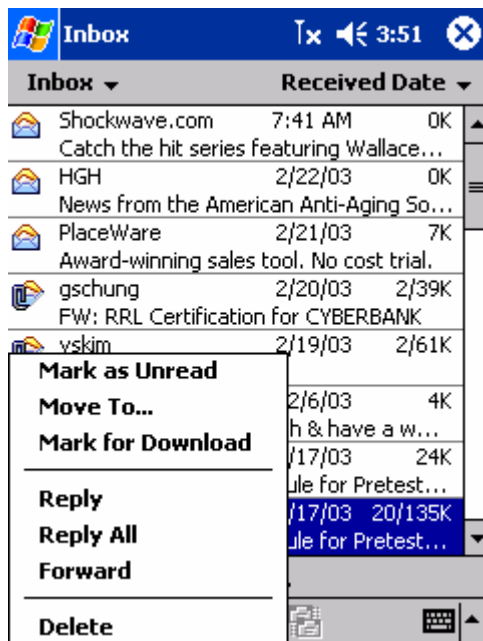 Inbox 3:51
Inbox Received Date
Shockwave.com 7:41 AM 0K
Catch the hit series featuring Wallace...
HGH 2/22/03 0K
News from the American Anti-Aging So...
PlaceWare 2/21/03 7K
Award-winning sales tool. No cost trial.
gschung 2/20/03 2/39K
FW: RRL Certification for CYBERBANK
yskim 2/19/03 2/61K
Mark as Unread
2/6/03 4K
Move To...
h & have a w...
Mark for Download
/17/03 24K
ule for Pretest...
Reply
/17/03 20/135K
Reply All
ule for Pretest...
Forward
Delete